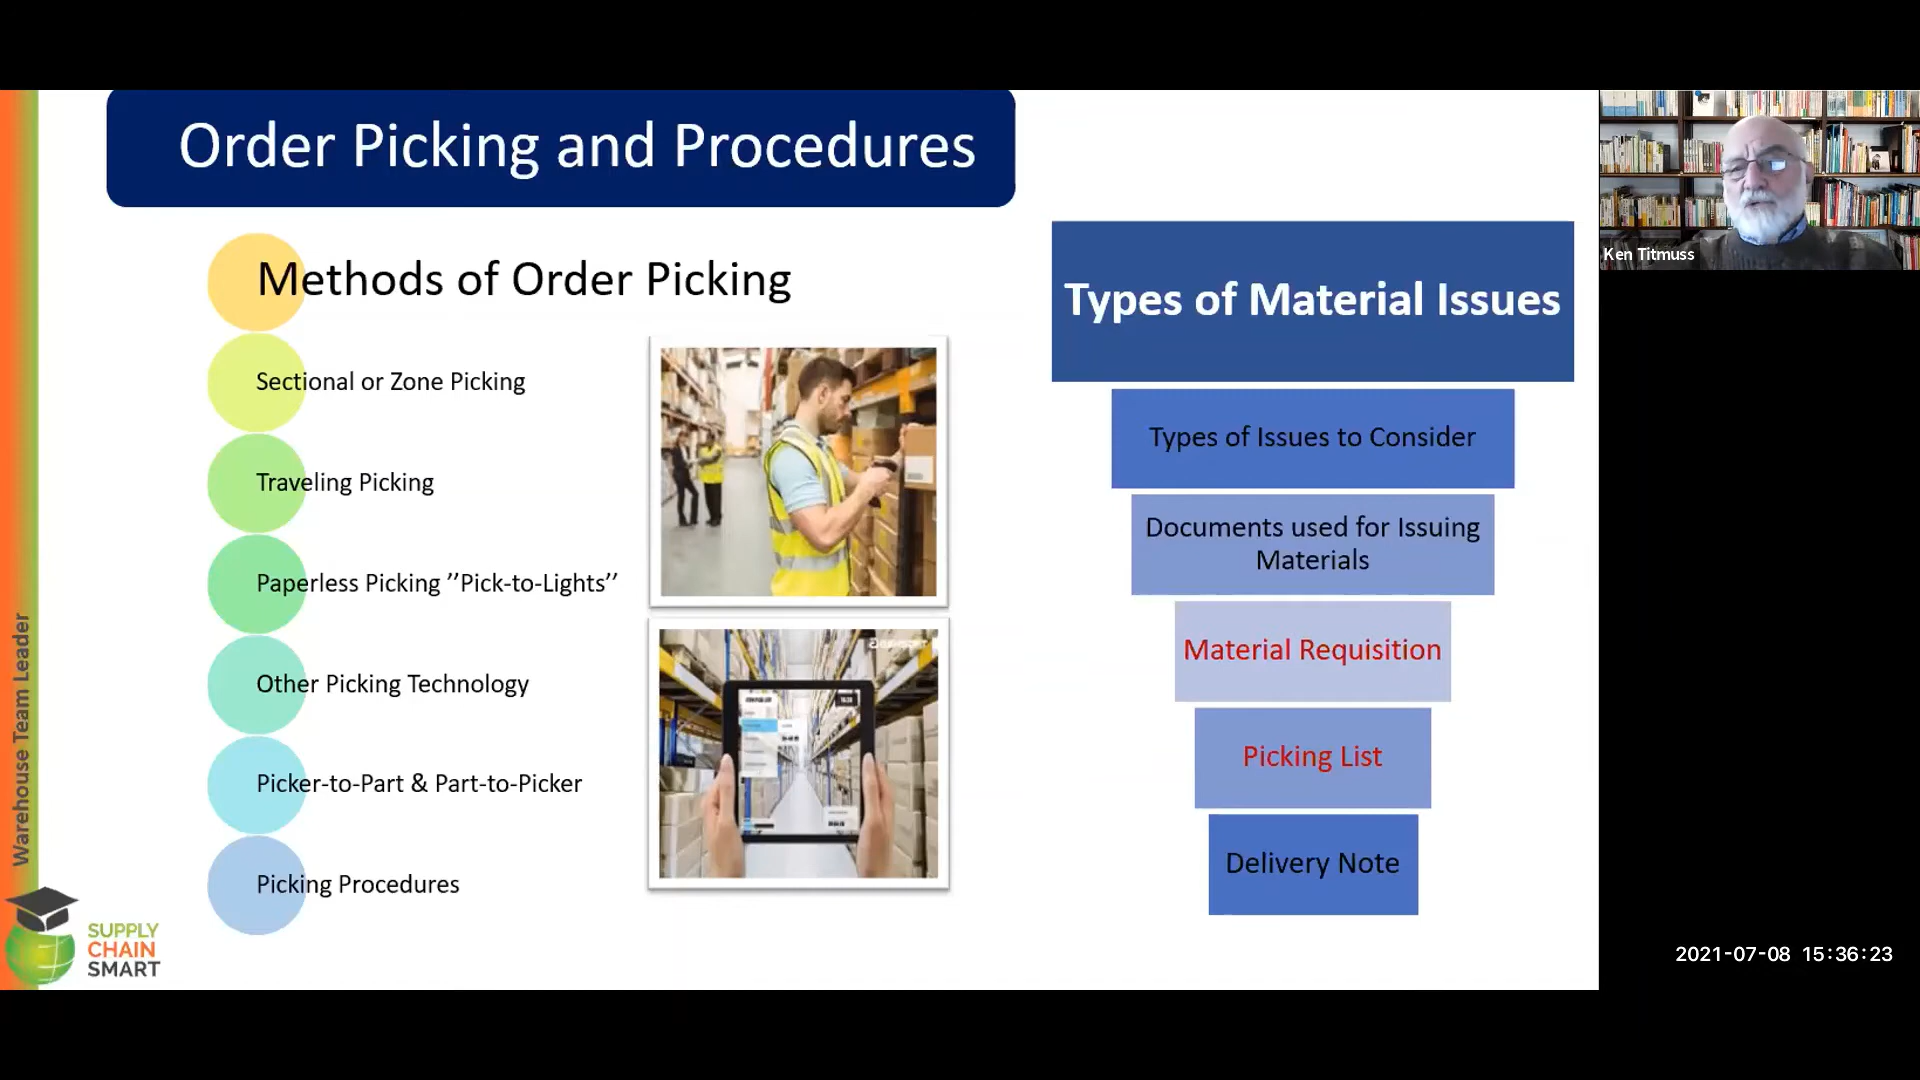 Order Picking and Procedures
Methods of Order Picking
Sectional or Zone Picking
Traveling Picking
Paperless Picking ’’Pick-to-Lights’’
Other Picking Technology
Picker-to-Part & Part-to-Picker
Picking Procedures
Types of Material Issues
Types of Issues to Consider
Documents used for Issuing
Materials
Material Requisition
Picking List
Delivery Note
Warehouse Team Leader
SUPPLY
CHAIN
SMART
Ken Titmuss
2021-07-08 15:36:23